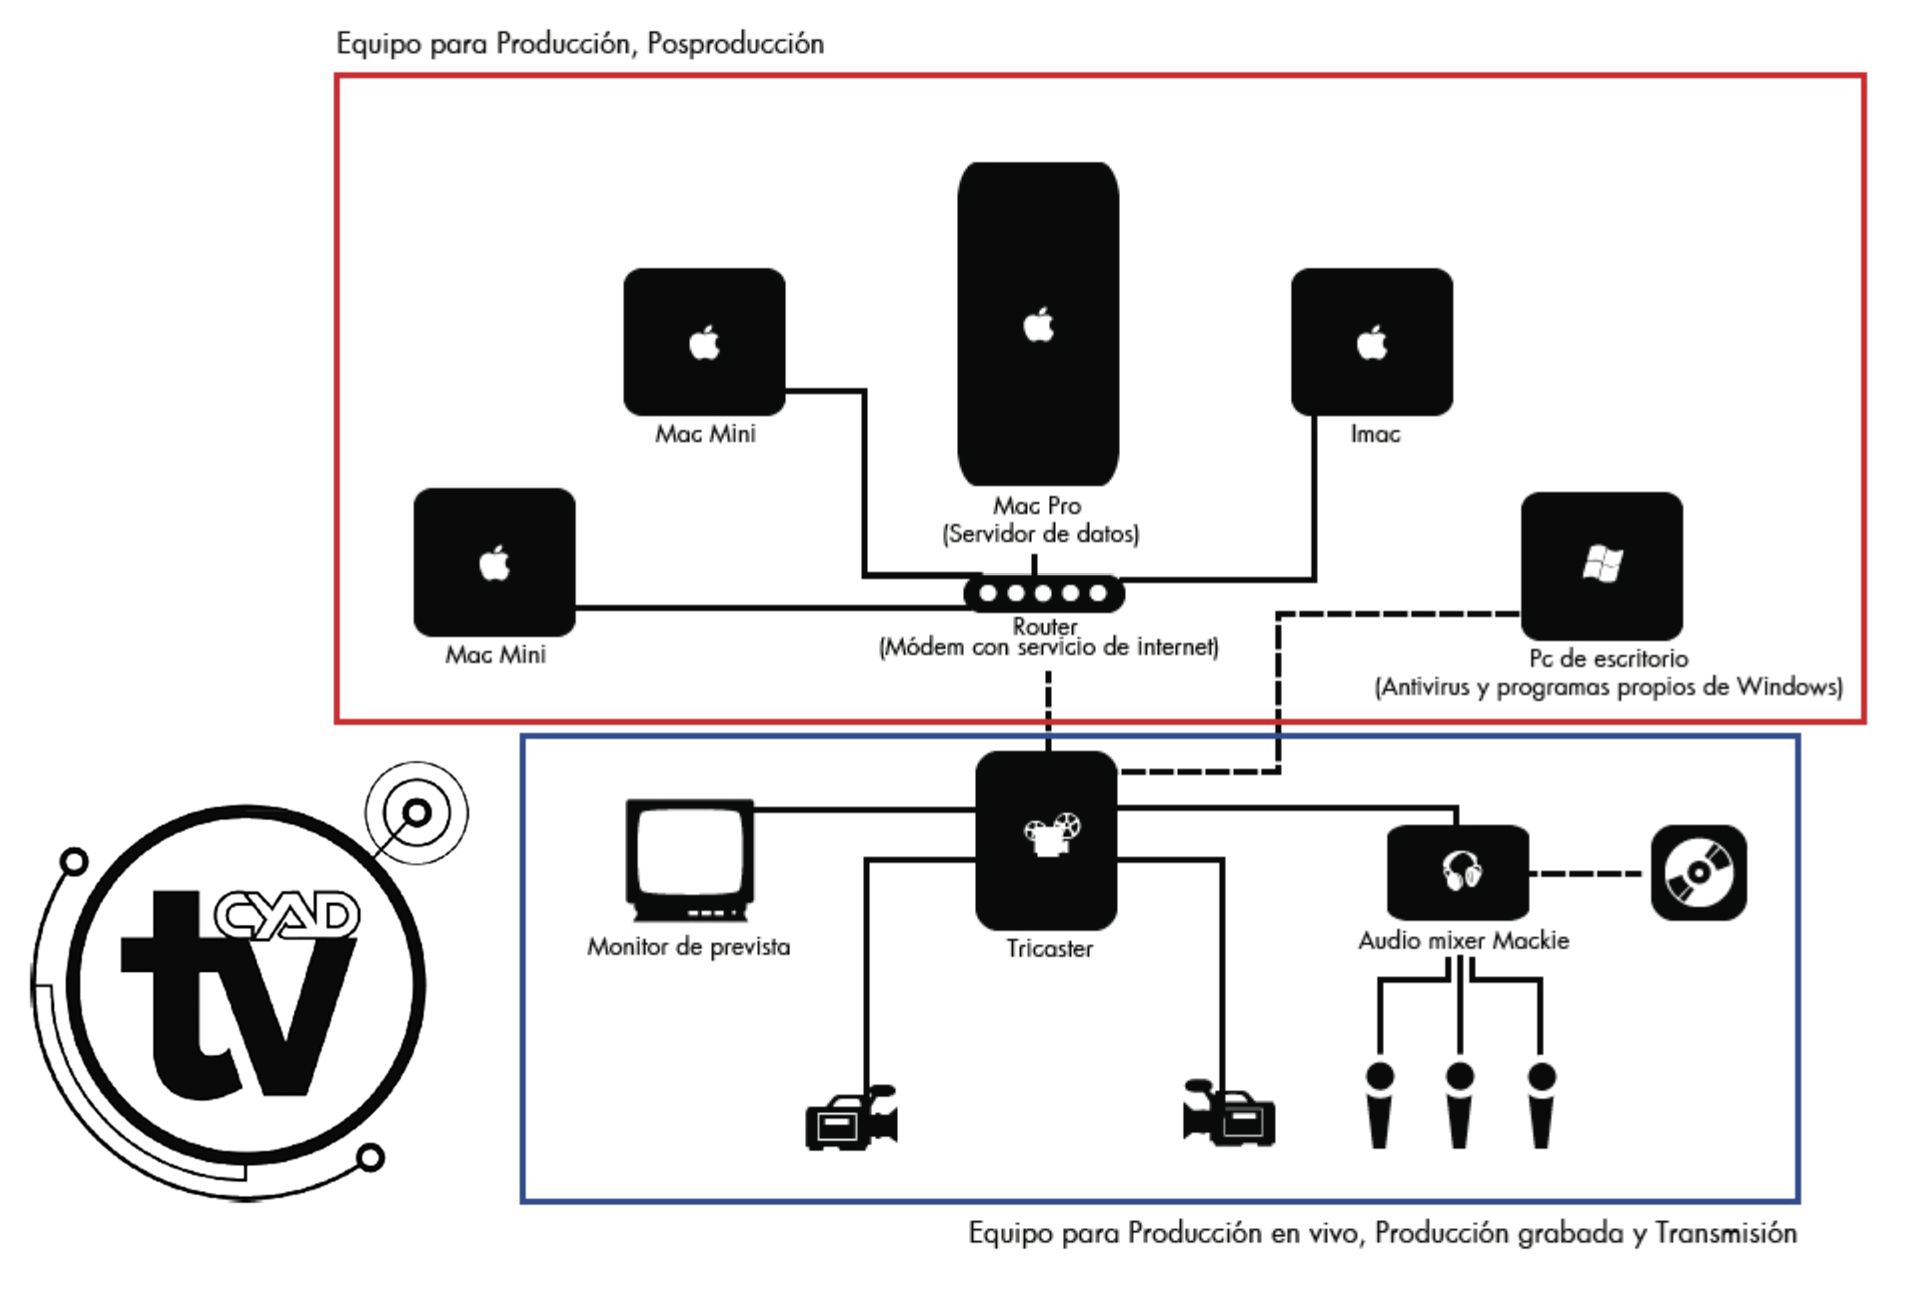 Equipo para Producción, Posproducción
Mac Mini
Imac
Mac Pro
(Servidor de datos)
Mac Mini
Router
(Módem con servicio de internet)
Pc de escritorio
(Antivirus y programas propios de Windows)
CYAD
tv
Monitor de prevista
Tricaster
Audio mixer Mackie
Equipo para Producción en vivo, Producción grabada y Transmisión